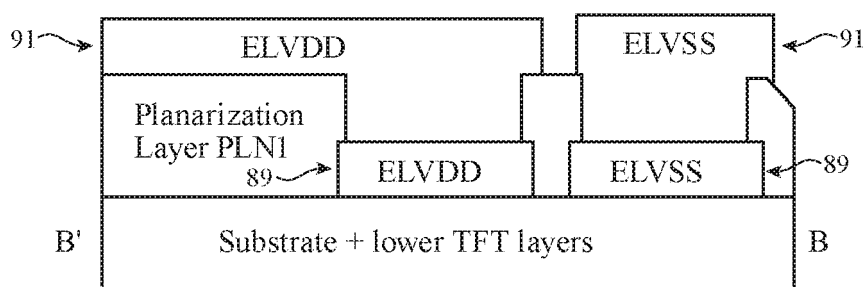 91
ELVDD
ELVSS
91
Planarization
Layer PLN1
89
ELVDD
ELVSS
89
B'
Substrate + lower TFT layers
B